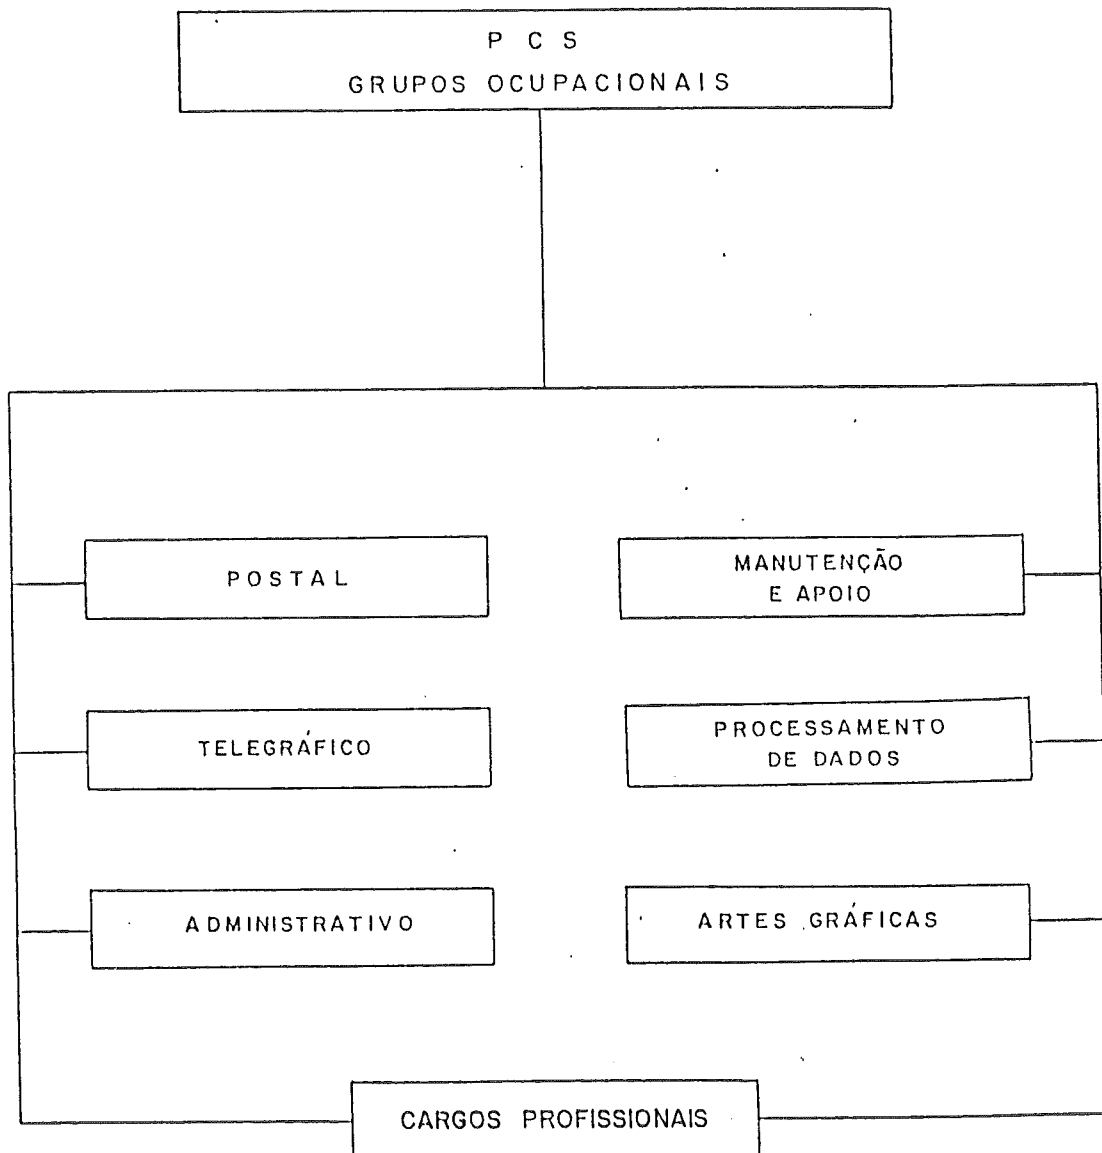 P C S
GRUPOS OCUPACIONAIS
POSTAL
MANUTENÇÃO
E APOIO
TELEGRÁFICO
PROCESSAMENTO
DE DADOS
ADMINISTRATIVO
ARTES GRÁFICAS
CARGOS PROFISSIONAIS